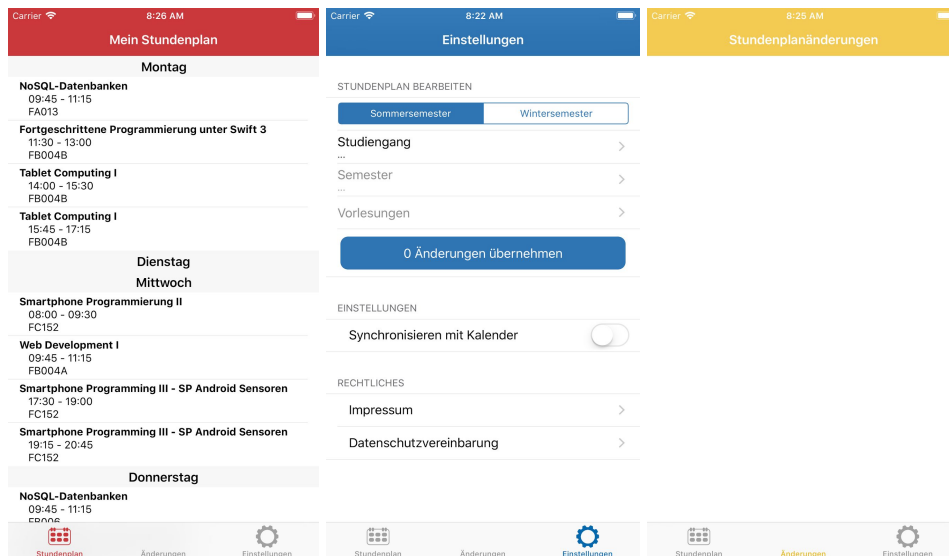 Carrier 8:26 AM
Mein Stundenplan
Montag
NoSQL-Datenbanken
09:45 - 11:15
FA013
Fortgeschrittene Programmierung unter Swift 3
11:30 - 13:00
FB004B
Tablet Computing I
14:00 - 15:30
FB004B
Tablet Computing I
15:45 - 17:15
FB004B
Dienstag
Mittwoch
Smartphone Programmierung II
08:00 - 09:30
FC152
Web Development I
09:45 - 11:15
FB004A
Smartphone Programming III - SP Android Sensoren
17:30 - 19:00
FC152
Smartphone Programming III - SP Android Sensoren
19:15 - 20:45
FC152
Donnerstag
NoSQL-Datenbanken
09:45 - 11:15
FB006
Stundenplan Änderungen Einstellungen
Carrier 8:22 AM
Einstellungen
STUNDENPLAN BEARBEITEN
Sommersemester Wintersemester
Studiengang
...
Semester
...
Vorlesungen
0 Änderungen übernehmen
EINSTELLUNGEN
Synchronisieren mit Kalender
RECHTLICHES
Impressum
Datenschutzvereinbarung
Stundenplan Änderungen Einstellungen
Carrier 8:25 AM
Stundenplanänderungen
Stundenplan Änderungen Einstellungen